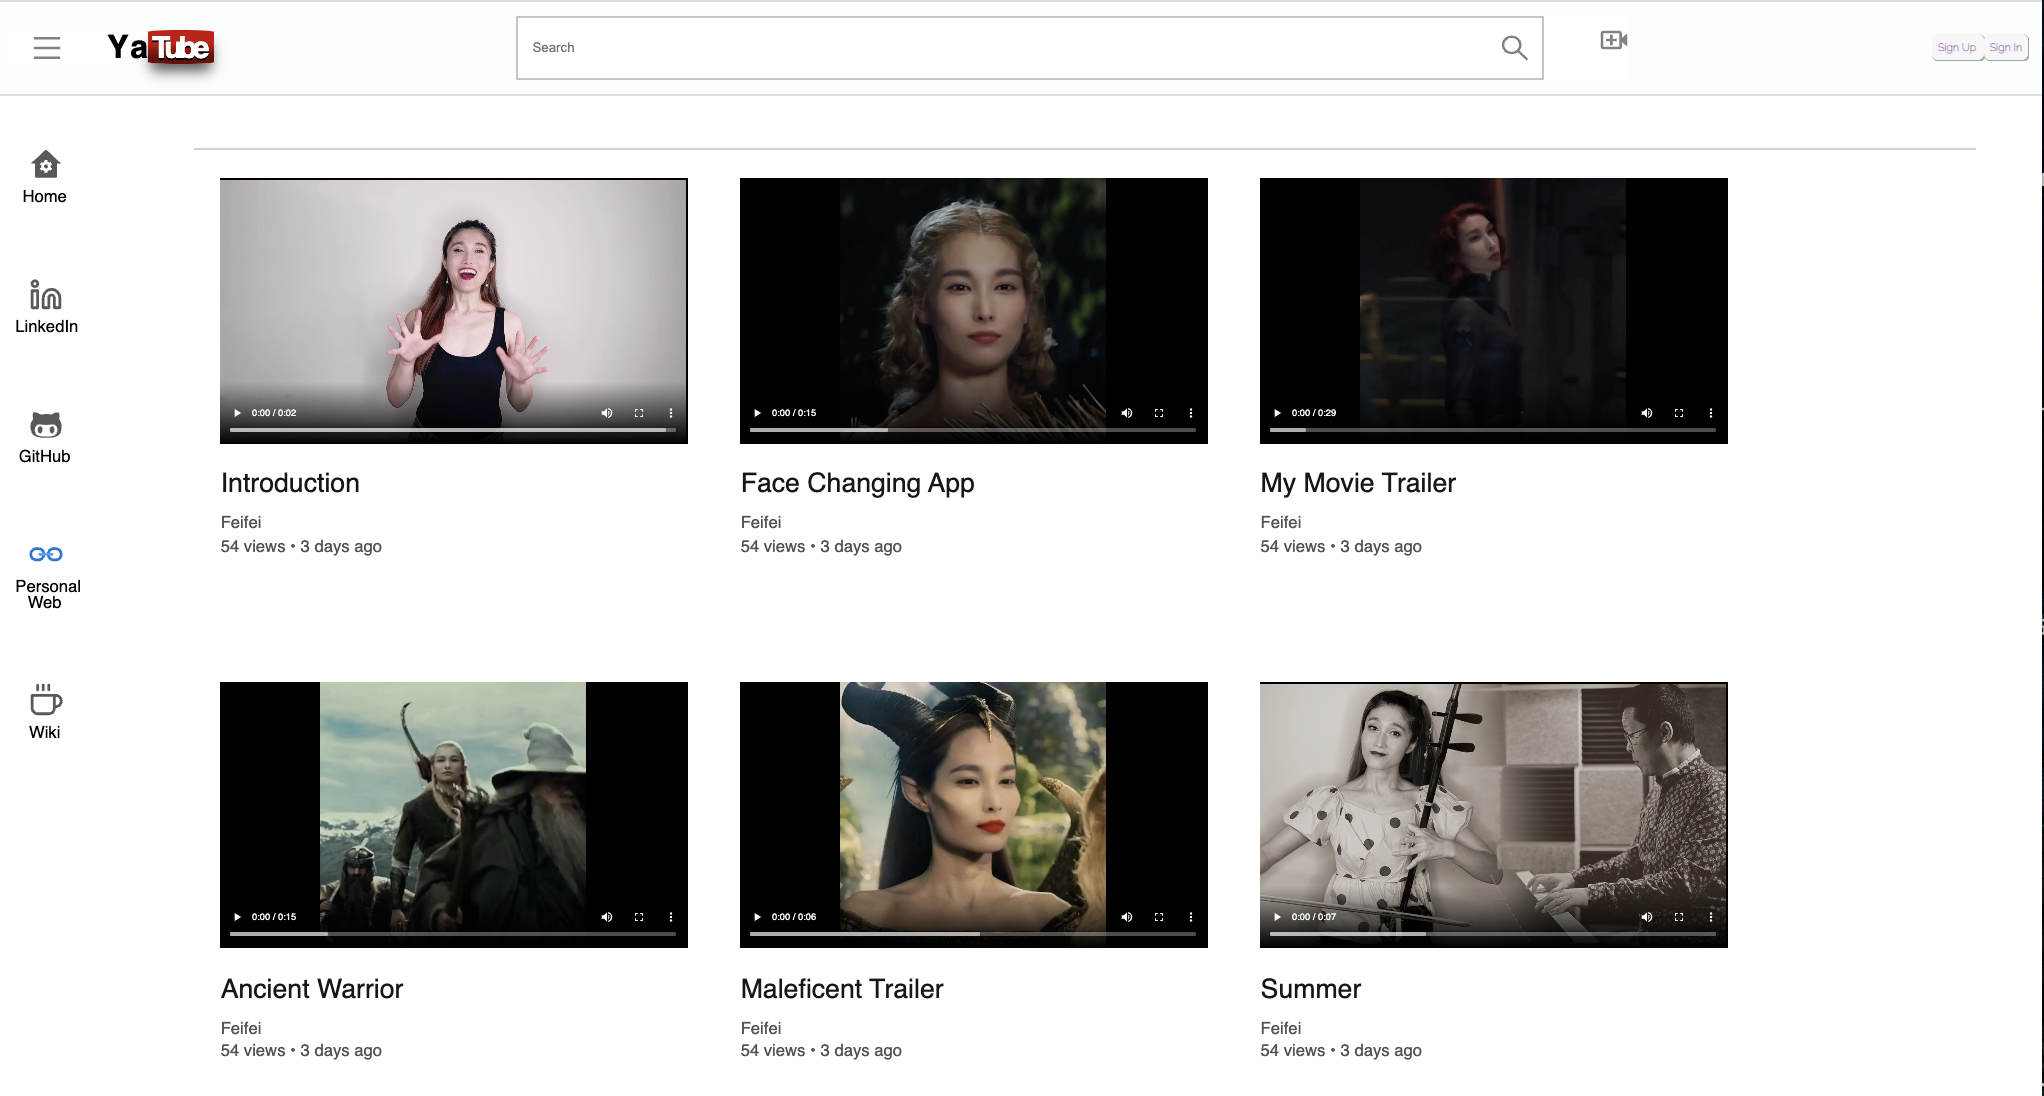 YaTube
Search
Sign Up
Sign In
Home
LinkedIn
GitHub
Personal
Web
Wiki
0:00 / 0:02
0:00 / 0:15
0:00 / 0:29
Introduction
Face Changing App
My Movie Trailer
Feifei
Feifei
Feifei
54 views • 3 days ago
54 views • 3 days ago
54 views • 3 days ago
0:00 / 0:15
0:00 / 0:06
0:00 / 0:07
Ancient Warrior
Maleficent Trailer
Summer
Feifei
Feifei
Feifei
54 views • 3 days ago
54 views • 3 days ago
54 views • 3 days ago